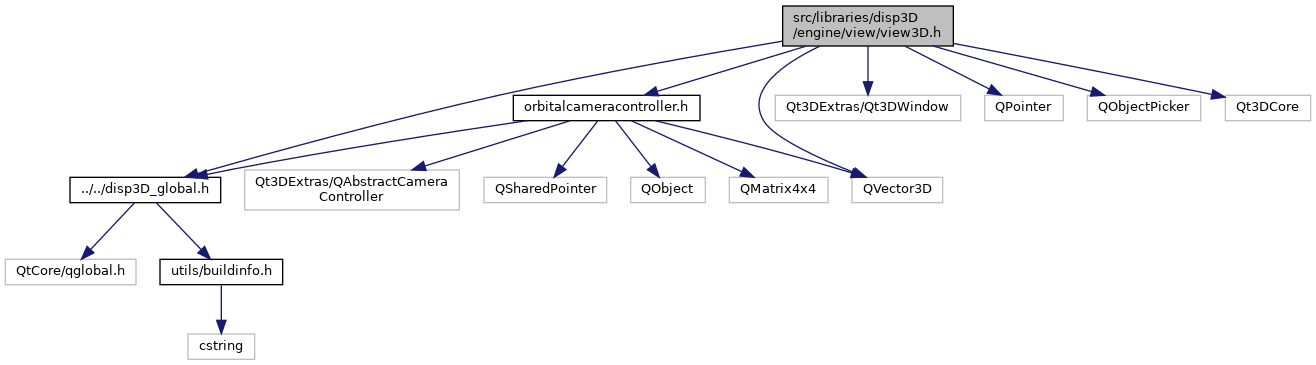 src/libraries/disp3D
/engine/view/view3D.h
orbitalcameracontroller.h
Qt3DExtras/Qt3DWindow
QPointer
QObjectPicker
Qt3DCore
../../disp3D_global.h
Qt3DExtras/QAbstractCamera
Controller
QSharedPointer
QObject
QMatrix4x4
QVector3D
QtCore/qglobal.h
utils/buildinfo.h
cstring